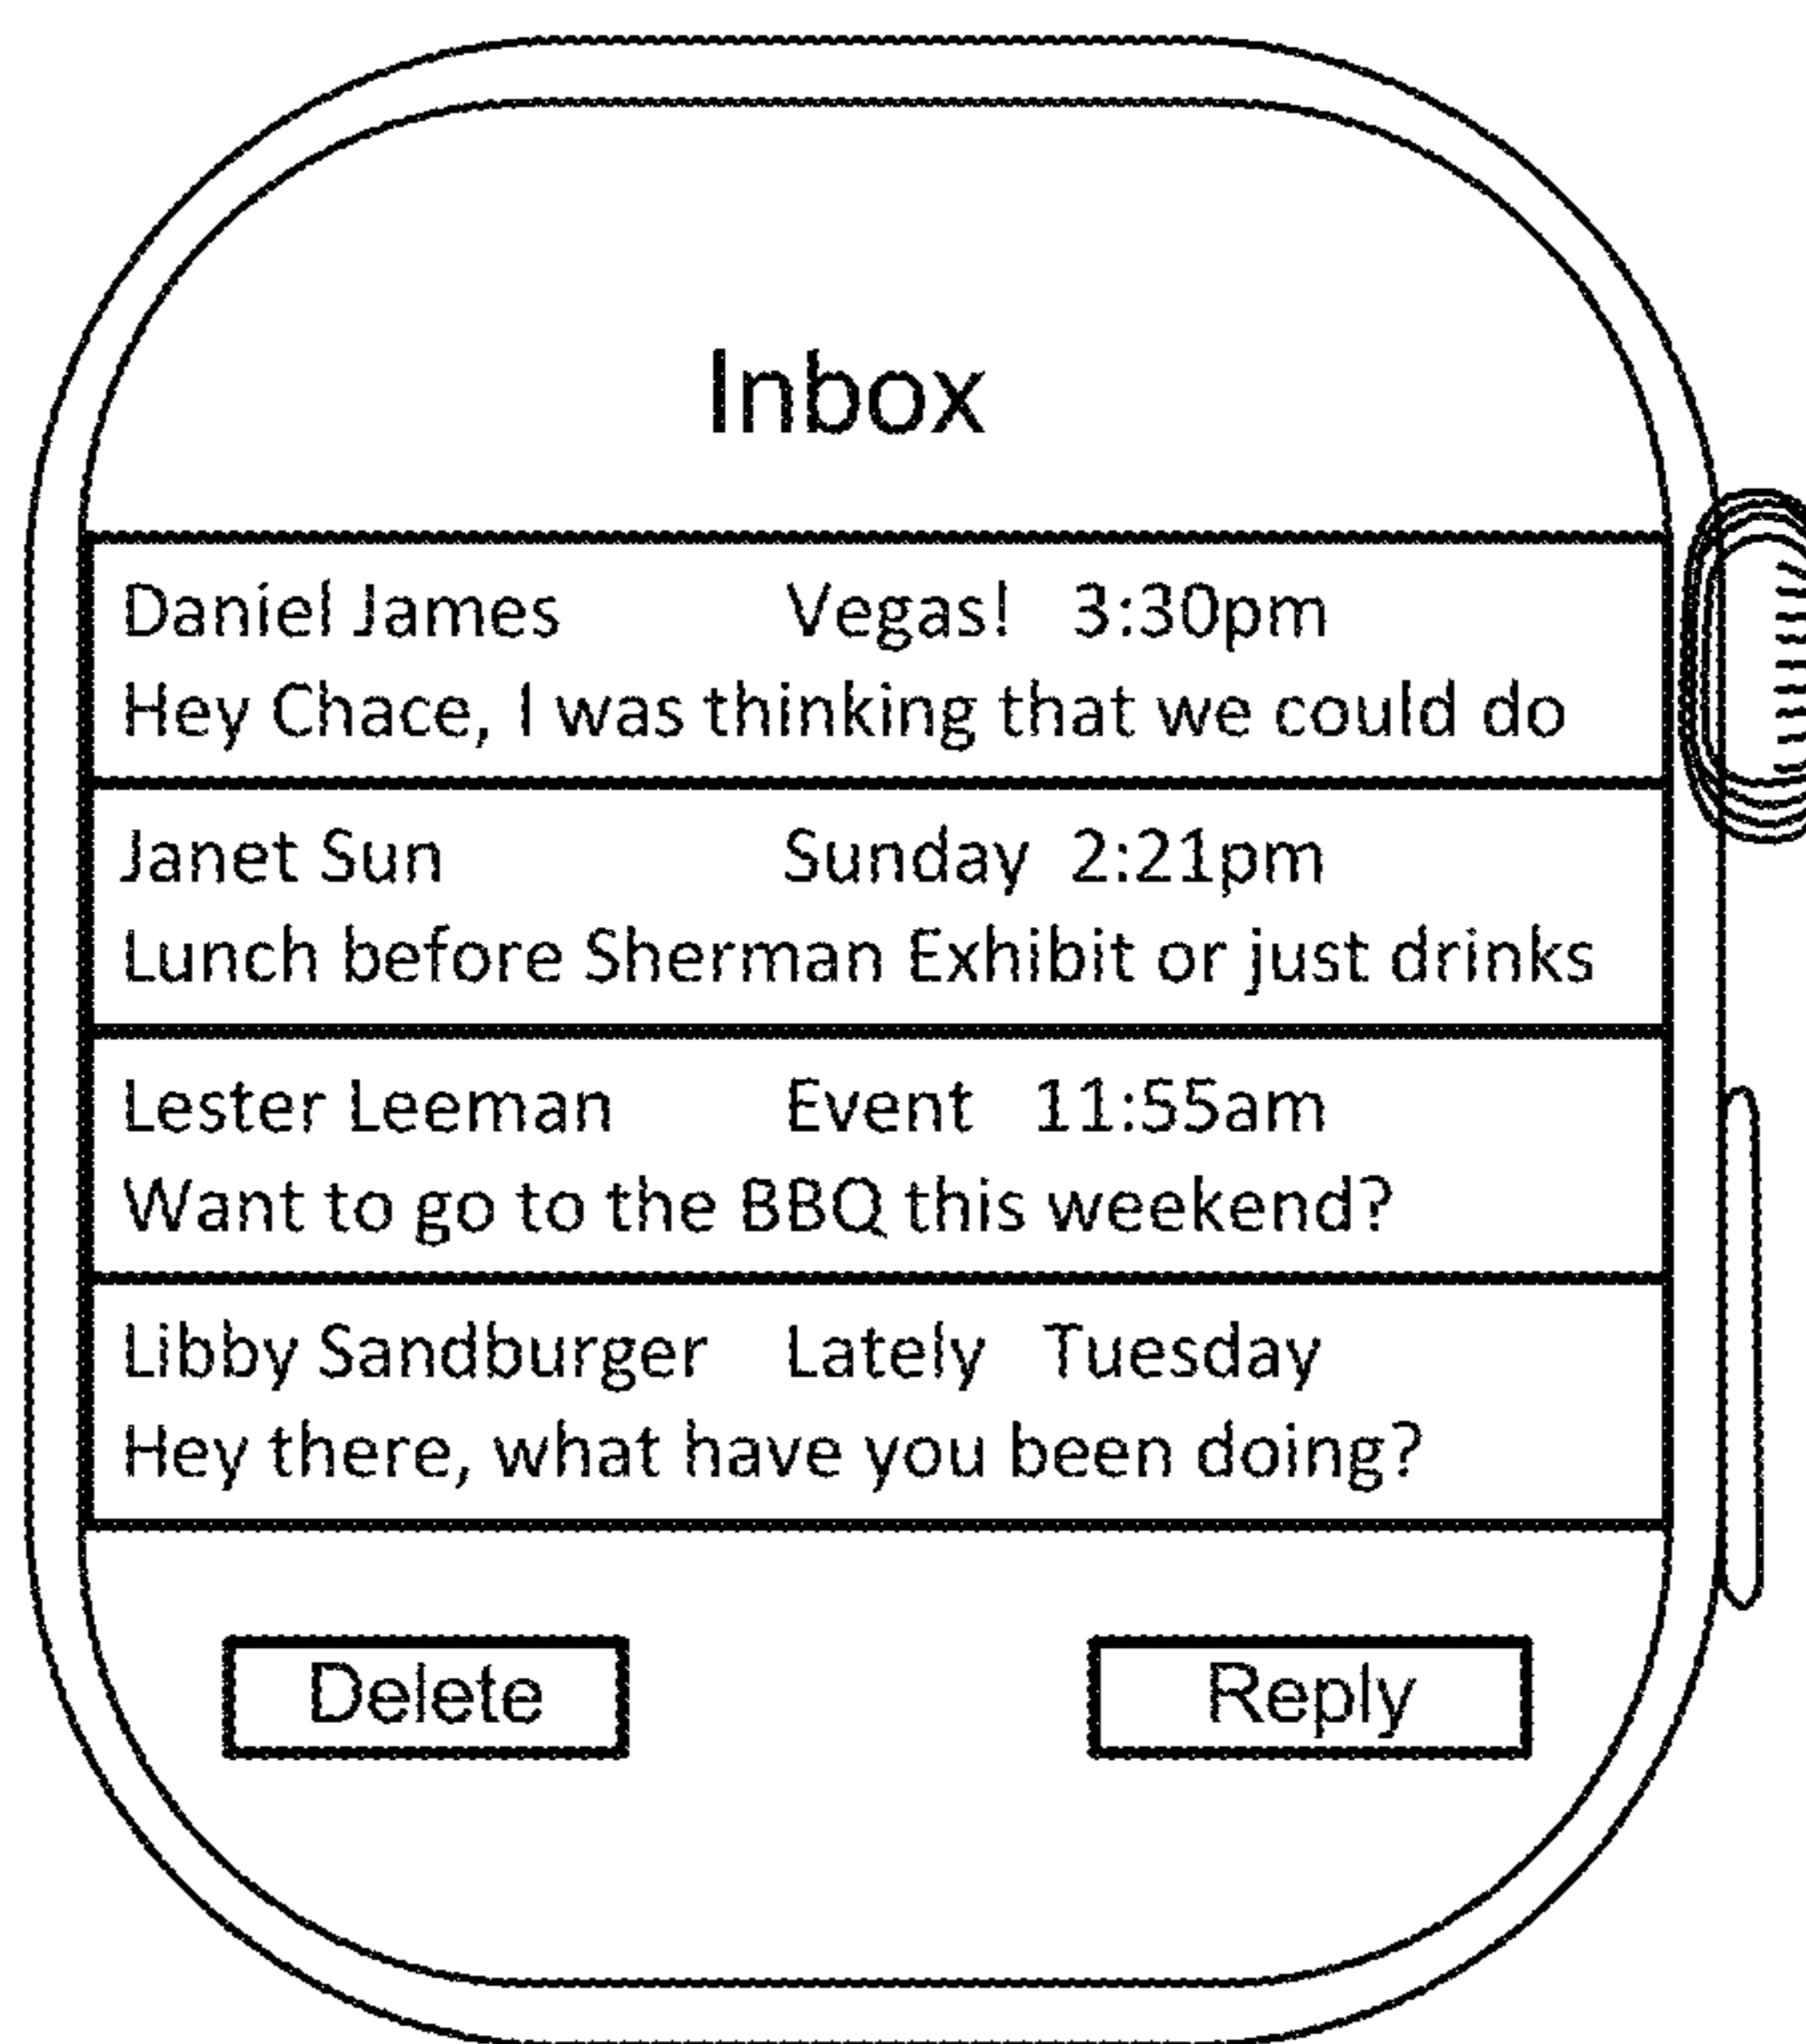 Inbox
Daniel James Vegas! 3:30pm
Hey Chace, I was thinking that we could do
Janet Sun Sunday 2:21pm
Lunch before Sherman Exhibit or just drinks
Lester Leeman Event 11:55am
Want to go to the BBQ this weekend?
Libby Sandburger Lately Tuesday
Hey there, what have you been doing?
Delete Reply